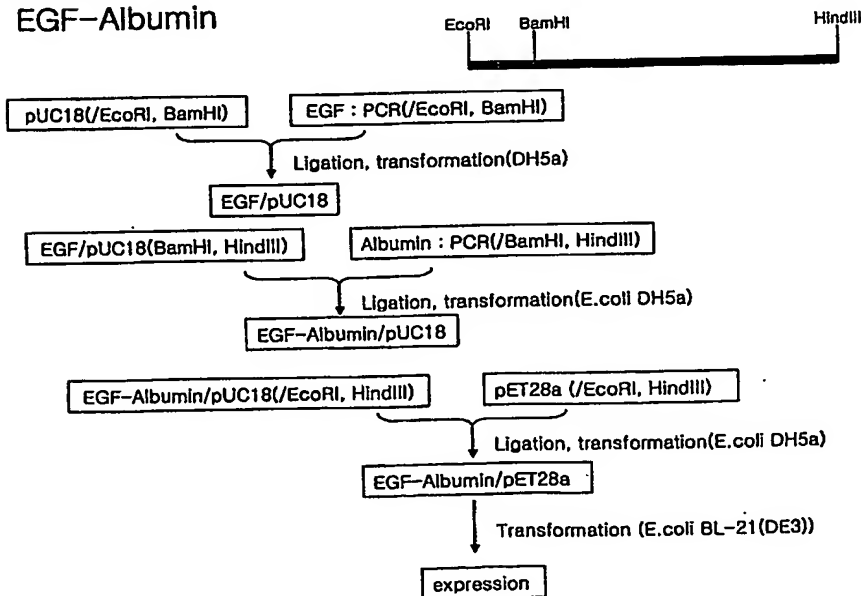 EGF-Albumin
EcoRI BamHI HindIII
pUC18(/EcoRI, BamHI) EGF : PCR(/EcoRI, BamHI)
Ligation, transformation(DH5a)
EGF/pUC18
EGF/pUC18(BamHI, HindIII) Albumin : PCR(/BamHI, HindIII)
Ligation, transformation(E.coli DH5a)
EGF-Albumin/pUC18
EGF-Albumin/pUC18(/EcoRI, HindIII) pET28a (/EcoRI, HindIII)
Ligation, transformation(E.coli DH5a)
EGF-Albumin/pET28a
Transformation (E.coli BL-21(DE3))
expression